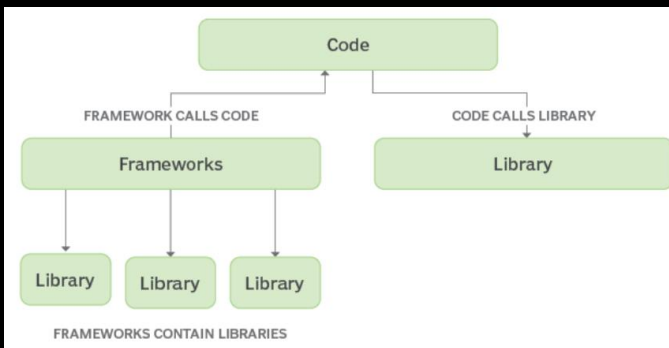 Code
FRAMEWORK CALLS CODE
CODE CALLS LIBRARY
Frameworks
Library
Library
Library
Library
FRAMEWORKS CONTAIN LIBRARIES